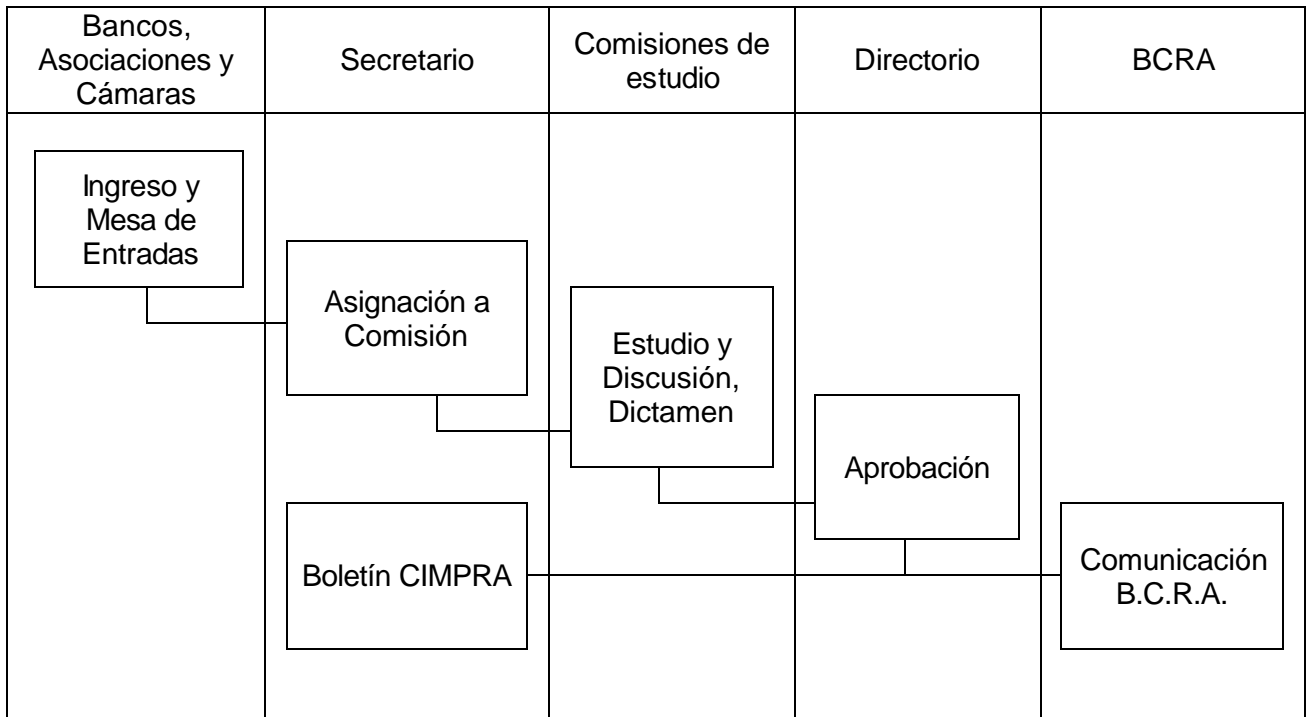 Bancos,
Asociaciones y
Cámaras
Secretario
Comisiones de
estudio
Directorio
BCRA
Ingreso y
Mesa de
Entradas
Asignación a
Comisión
Estudio y
Discusión,
Dictamen
Aprobación
Boletín CIMPRA
Comunicación
B.C.R.A.